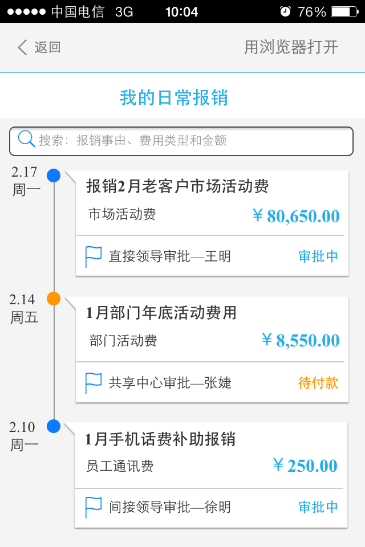 中国电信 3G 10:04 76%
返回 用浏览器打开
我的日常报销
搜索：报销事由、费用类型和金额
2.17
周一
报销2月老客户市场活动费
市场活动费 ￥80,650.00
直接领导审批—王明 审批中
2.14
周五
1月部门年底活动费用
部门活动费 ￥8,550.00
共享中心审批—张婕 待付款
2.10
周一
1月手机话费补助报销
员工通讯费 ￥250.00
间接领导审批—徐明 审批中